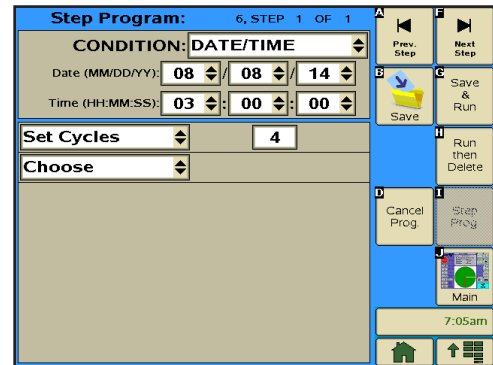 Step Program: 6, STEP 1 OF 1
CONDITION: DATE/TIME
Date (MM/DD/YY): 08 / 08 / 14
Time (HH:MM:SS): 03 : 00 : 00
Set Cycles 4
Choose
A
Prev.
Step
F
Next
Step
B
Save
G
Save
&
Run
H
Run
then
Delete
D
Cancel
Prog.
I
Step
Prog
J
Main
7:05am